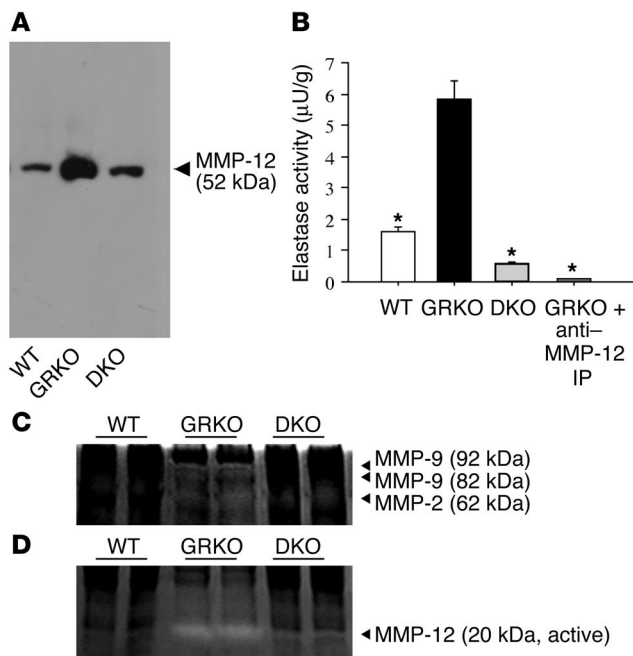 A
MMP-12
(52 kDa)
WT
GRKO
DKO
B
Elastase activity (μU/g)
7
6
5
4
3
2
1
0
*
*
*
WT
GRKO
DKO
GRKO +
anti–
MMP-12
IP
C
WT GRKO DKO
MMP-9 (92 kDa)
MMP-9 (82 kDa)
MMP-2 (62 kDa)
D
WT GRKO DKO
MMP-12 (20 kDa, active)